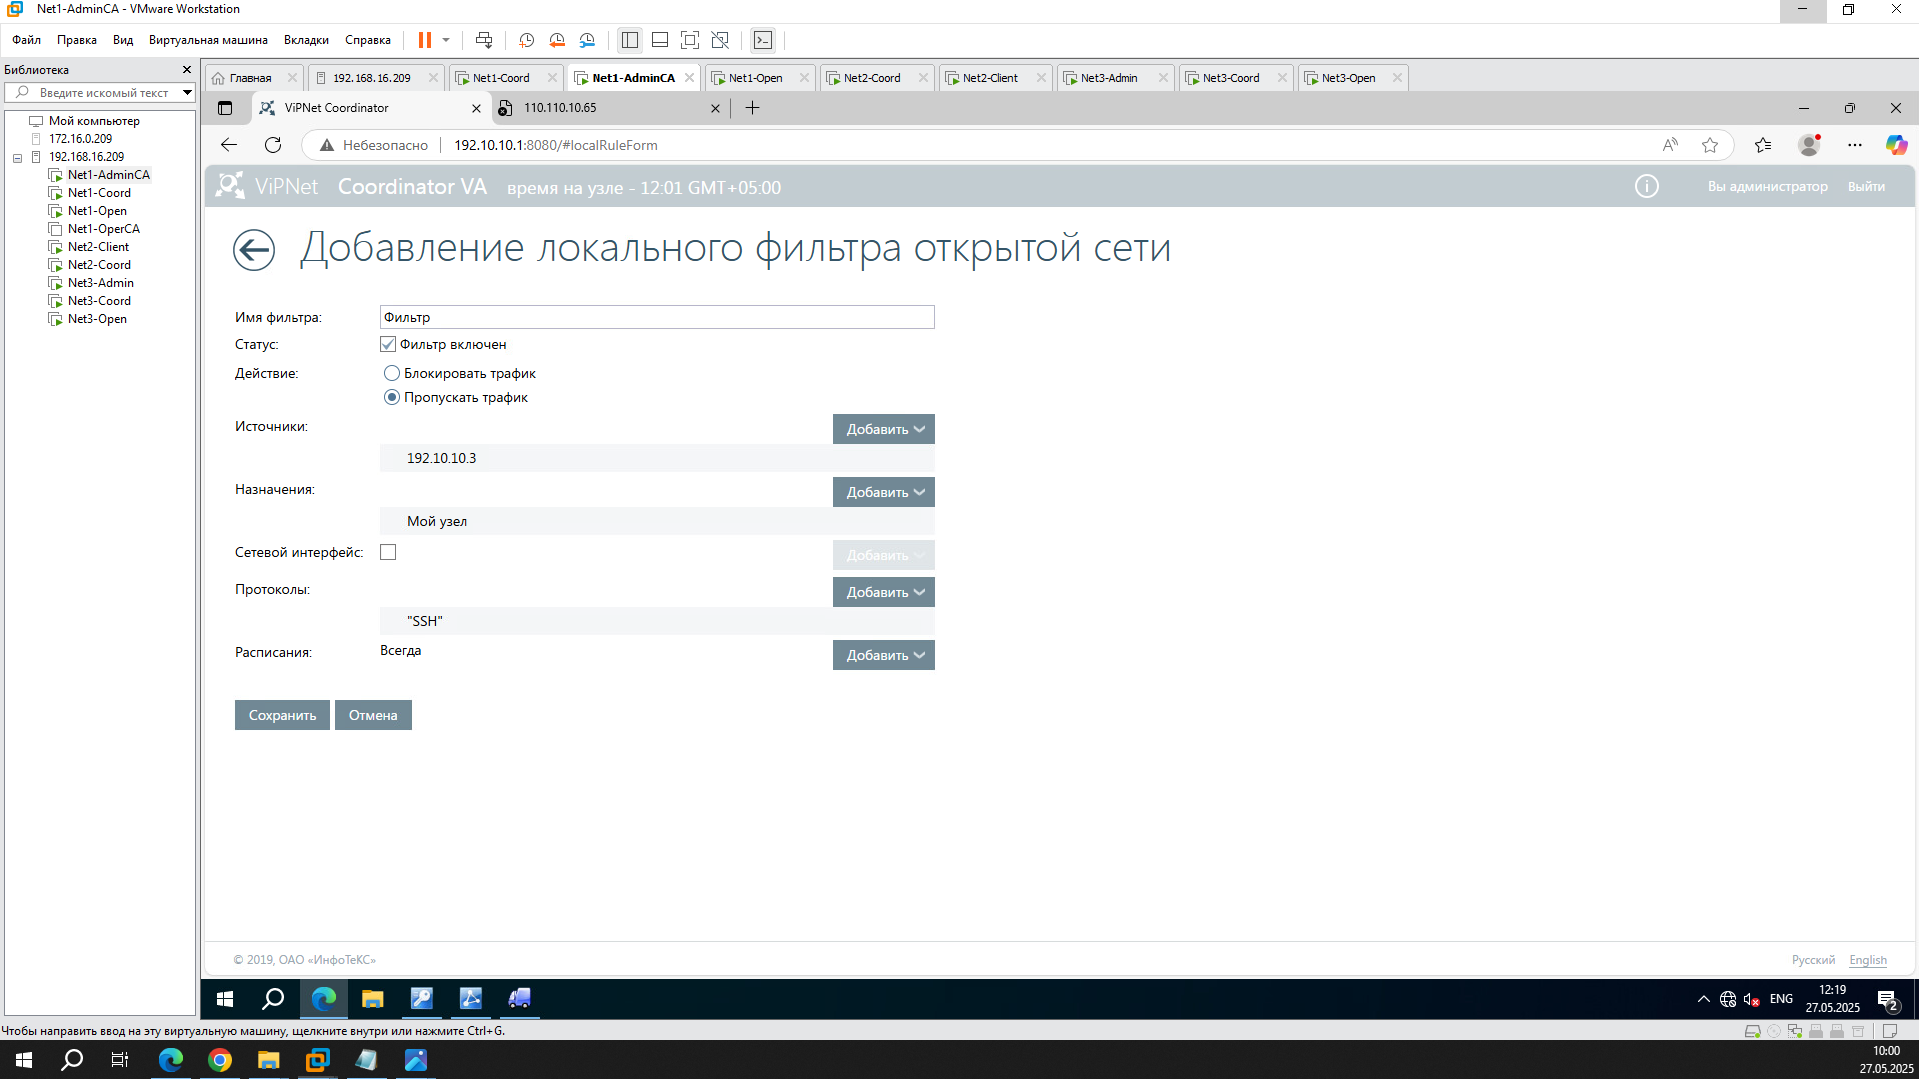 Net1-AdminCA - VMware Workstation
Файл Правка Вид Виртуальная машина Вкладки Справка
Библиотека
Введите искомый текст
Мой компьютер
172.16.0.209
192.168.16.209
Net1-AdminCA
Net1-Coord
Net1-Open
Net1-OperCA
Net2-Client
Net2-Coord
Net3-Admin
Net3-Coord
Net3-Open
Главная 192.168.16.209 Net1-Coord Net1-AdminCA Net1-Open Net2-Coord Net2-Client Net3-Admin Net3-Coord Net3-Open
ViPNet Coordinator 110.110.10.65
Небезопасно 192.10.10.1:8080/#localRuleForm
ViPNet Coordinator VA время на узле - 12:01 GMT+05:00 Вы администратор Выйти
Добавление локального фильтра открытой сети
Имя фильтра: Фильтр
Статус: Фильтр включен
Действие: Блокировать трафик
Пропускать трафик
Источники: Добавить
192.10.10.3
Назначения: Добавить
Мой узел
Сетевой интерфейс: Добавить
Протоколы: Добавить
"SSH"
Расписания: Всегда Добавить
Сохранить Отмена
© 2019, ОАО «ИнфоТеКС» Русский English
ENG 12:19
27.05.2025
2
Чтобы направить ввод на эту виртуальную машину, щелкните внутри или нажмите Ctrl+G.
10:00
27.05.2025